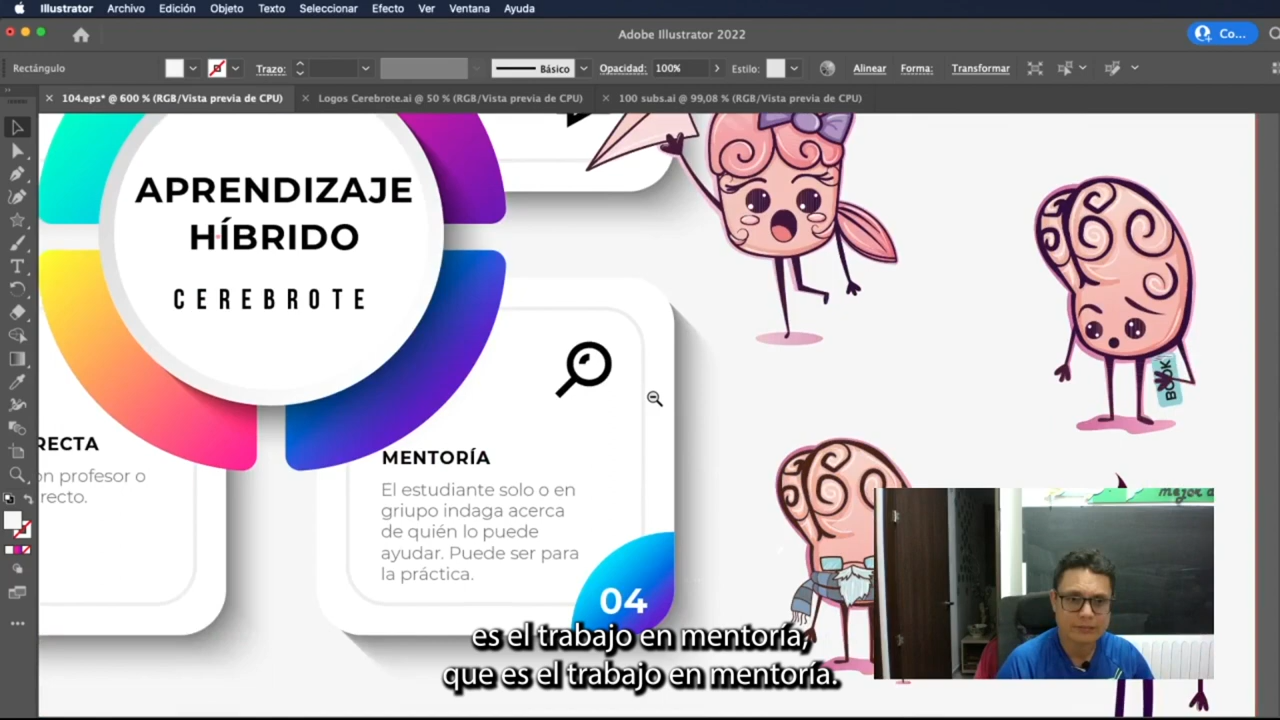 Illustrator Archivo Edición Objeto Texto Seleccionar Efecto Ver Ventana Ayuda
Adobe Illustrator 2022
Co...
Rectángulo Trazo: Básico Opacidad: 100% Estilo: Alinear Forma: Transformar
104.eps* @ 600 % (RGB/Vista previa de CPU) Logos Cerebrote.ai @ 50 % (RGB/Vista previa de CPU) 100 subs.ai @ 99,08 % (RGB/Vista previa de CPU)
APRENDIZAJE
HÍBRIDO
CEREBROTE
BOOK
RECTA
on profesor o
recto.
MENTORÍA
El estudiante solo o en
griupo indaga acerca
de quién lo puede
ayudar. Puede ser para
la práctica.
04
mejor a
es el trabajo en mentoría,
que es el trabajo en mentoría.